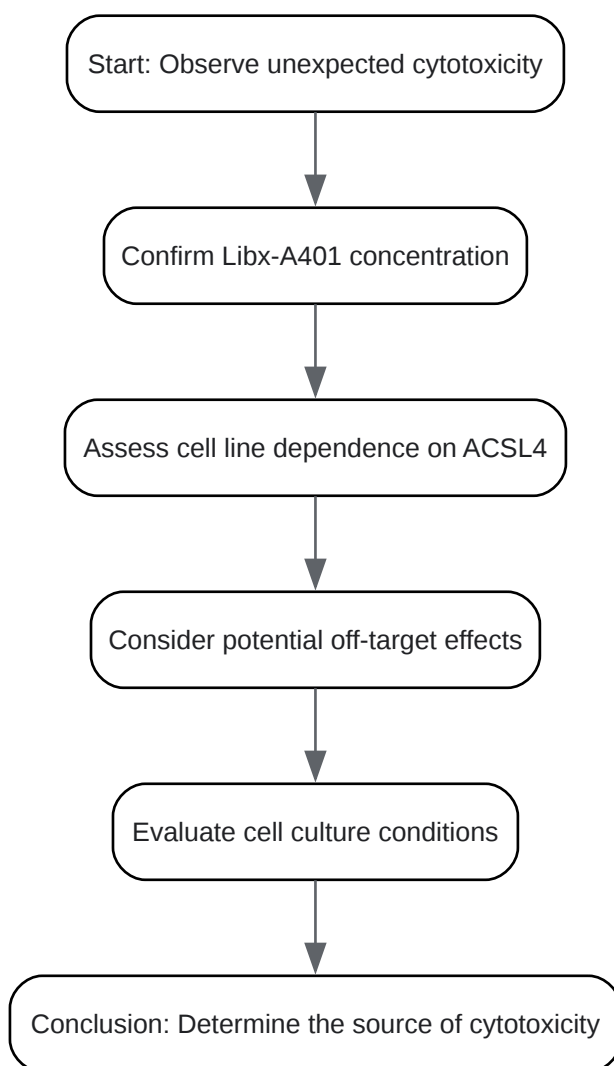 Start: Observe unexpected cytotoxicity
Confirm Libx-A401 concentration
Assess cell line dependence on ACSL4
Consider potential off-target effects
Evaluate cell culture conditions
Conclusion: Determine the source of cytotoxicity